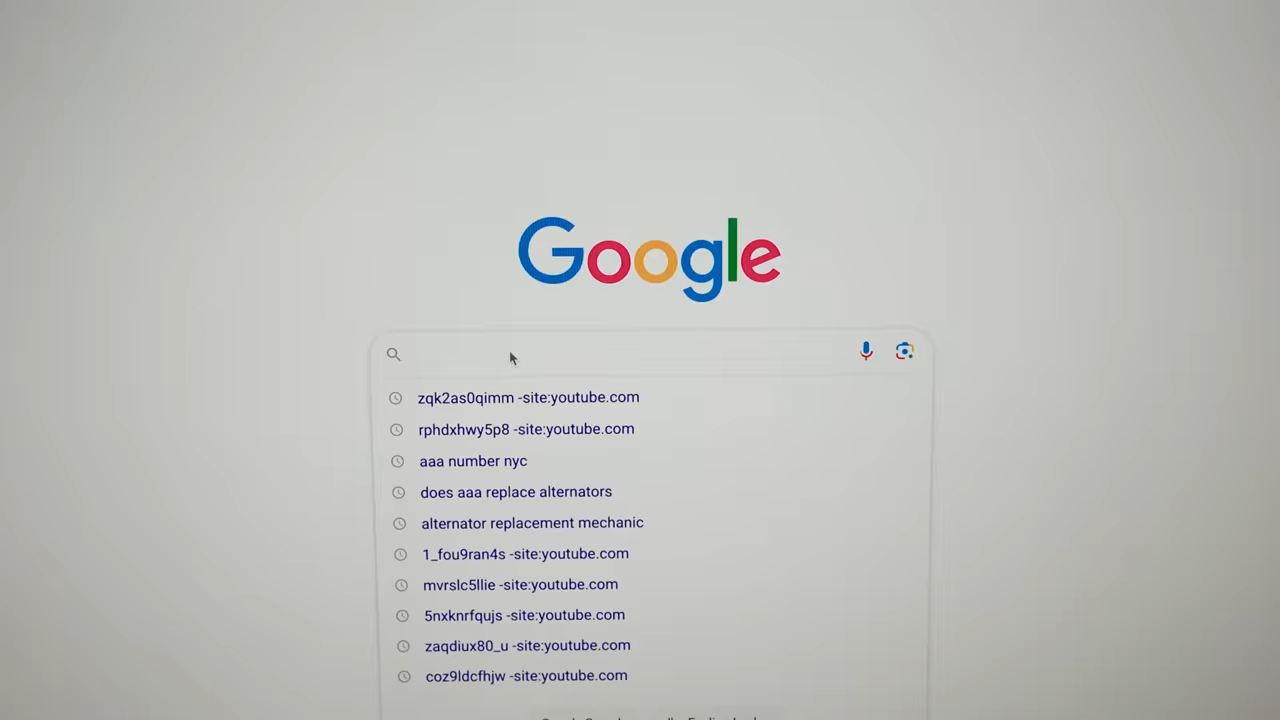 Google
zqk2as0qimm -site:youtube.com
rphdxhwy5p8 -site:youtube.com
aaa number nyc
does aaa replace alternators
alternator replacement mechanic
1_fou9ran4s -site:youtube.com
mvrslc5llie -site:youtube.com
5nxknrfqujs -site:youtube.com
zaqdiux80_u -site:youtube.com
coz9ldcfhjw -site:youtube.com